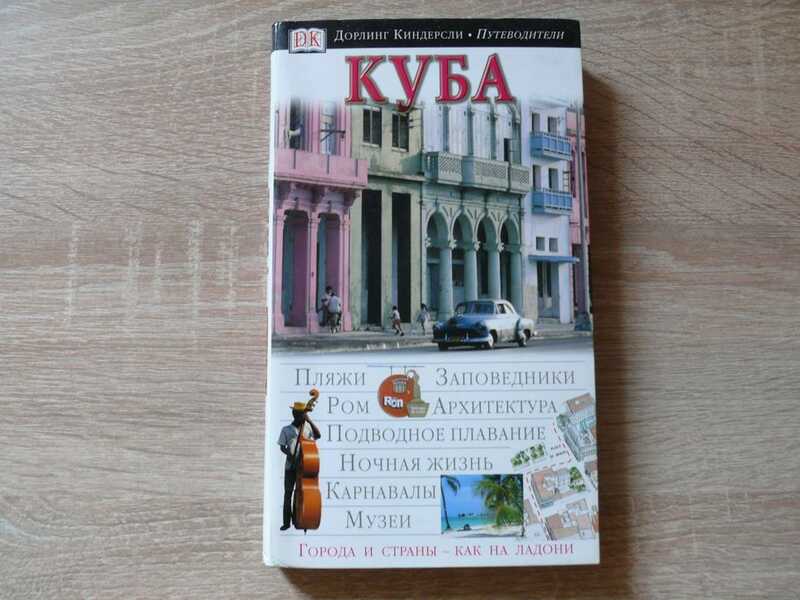 DK Дорлинг Киндерсли • Путеводители
КУБА
Пляжи Заповедники
Ром Ron Архитектура
Подводное плавание
Ночная жизнь
Карнавалы
Музеи
Города и страны – как на ладони